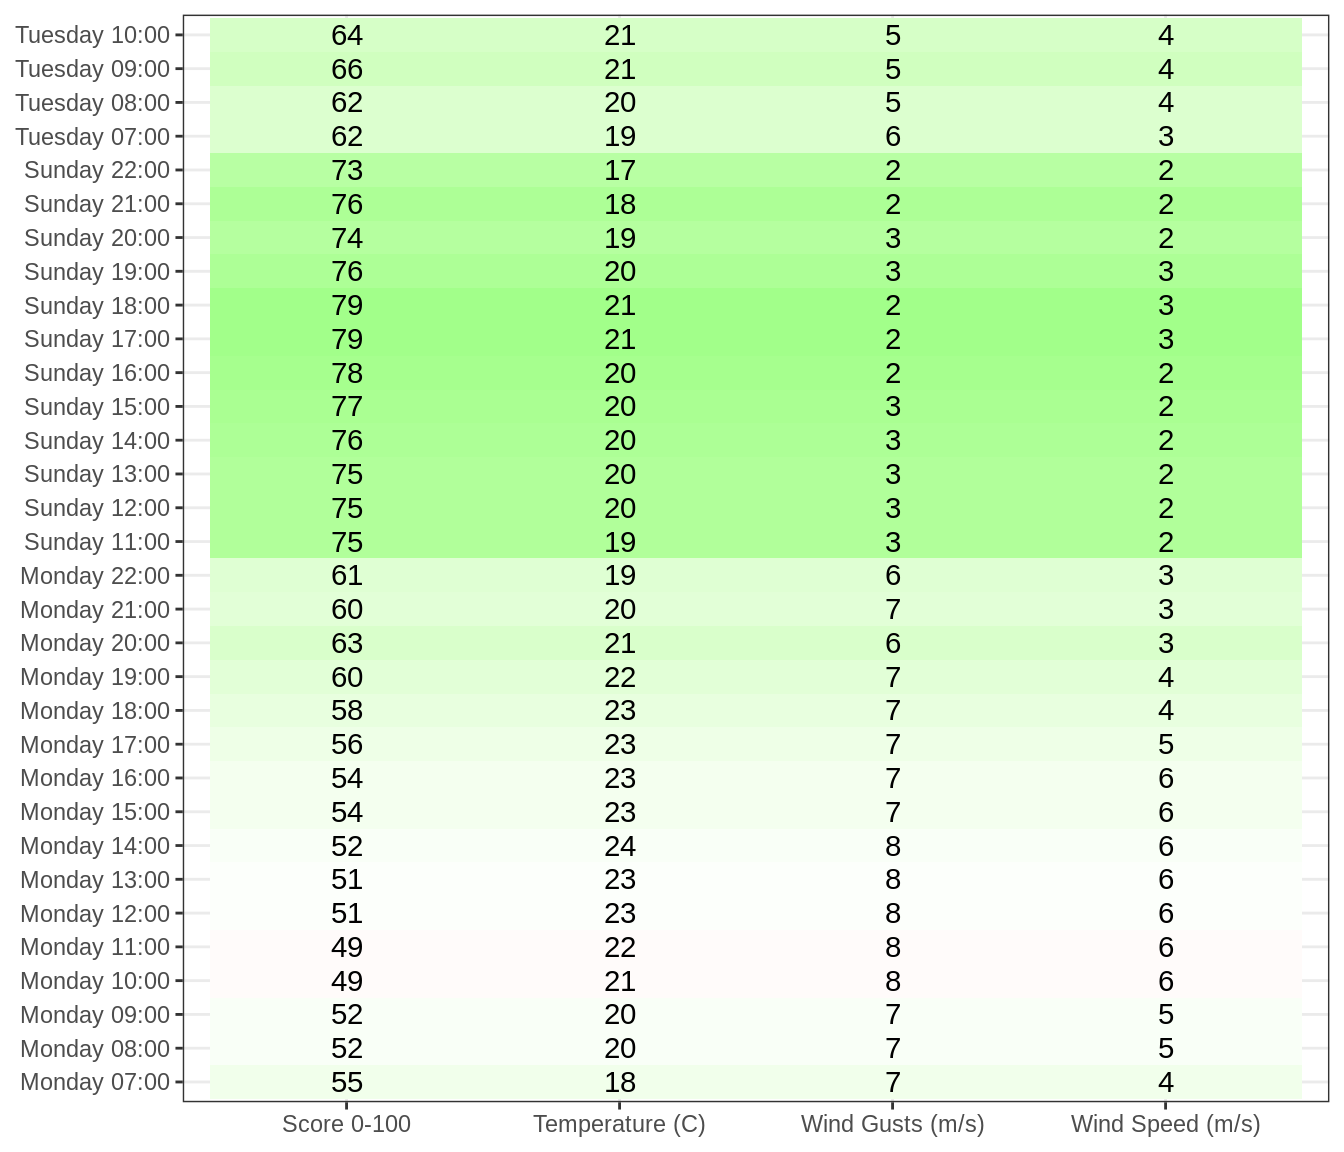 Tuesday 10:00 64 21 5 4
Tuesday 09:00 66 21 5 4
Tuesday 08:00 62 20 5 4
Tuesday 07:00 62 19 6 3
Sunday 22:00 73 17 2 2
Sunday 21:00 76 18 2 2
Sunday 20:00 74 19 3 2
Sunday 19:00 76 20 3 3
Sunday 18:00 79 21 2 3
Sunday 17:00 79 21 2 3
Sunday 16:00 78 20 2 2
Sunday 15:00 77 20 3 2
Sunday 14:00 76 20 3 2
Sunday 13:00 75 20 3 2
Sunday 12:00 75 20 3 2
Sunday 11:00 75 19 3 2
Monday 22:00 61 19 6 3
Monday 21:00 60 20 7 3
Monday 20:00 63 21 6 3
Monday 19:00 60 22 7 4
Monday 18:00 58 23 7 4
Monday 17:00 56 23 7 5
Monday 16:00 54 23 7 6
Monday 15:00 54 23 7 6
Monday 14:00 52 24 8 6
Monday 13:00 51 23 8 6
Monday 12:00 51 23 8 6
Monday 11:00 49 22 8 6
Monday 10:00 49 21 8 6
Monday 09:00 52 20 7 5
Monday 08:00 52 20 7 5
Monday 07:00 55 18 7 4
Score 0-100 Temperature (C) Wind Gusts (m/s) Wind Speed (m/s)